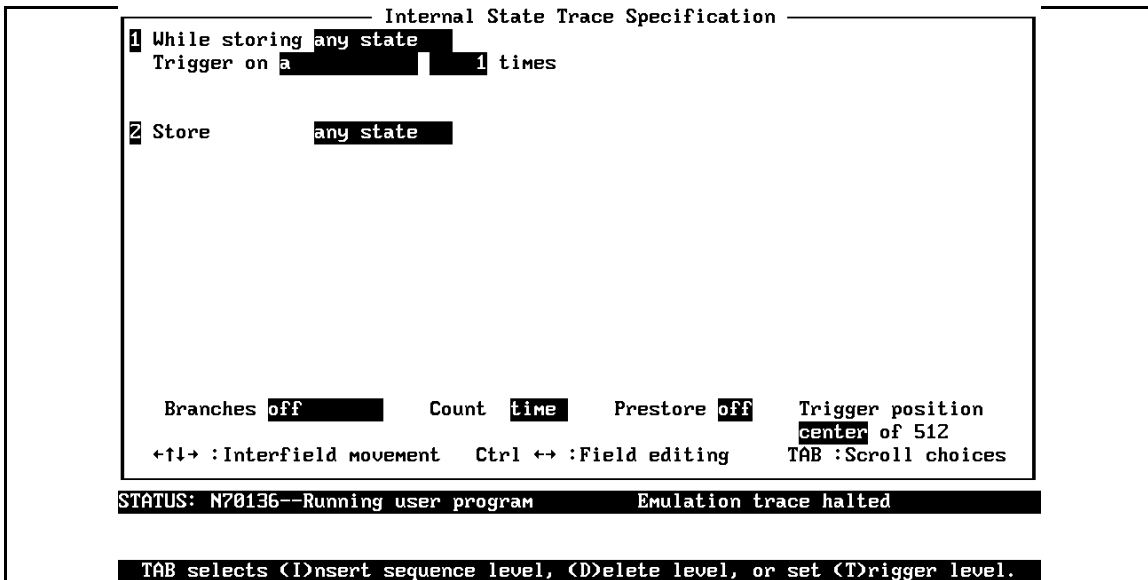 Internal State Trace Specification
1 While storing any state
Trigger on a 1 times
2 Store any state
Branches off Count time Prestore off Trigger position
center of 512
←↑↓→ :Interfield movement Ctrl ↔ :Field editing TAB :Scroll choices
STATUS: N70136--Running user program Emulation trace halted
TAB selects (I)nsert sequence level, (D)elete level, or set (T)rigger level.